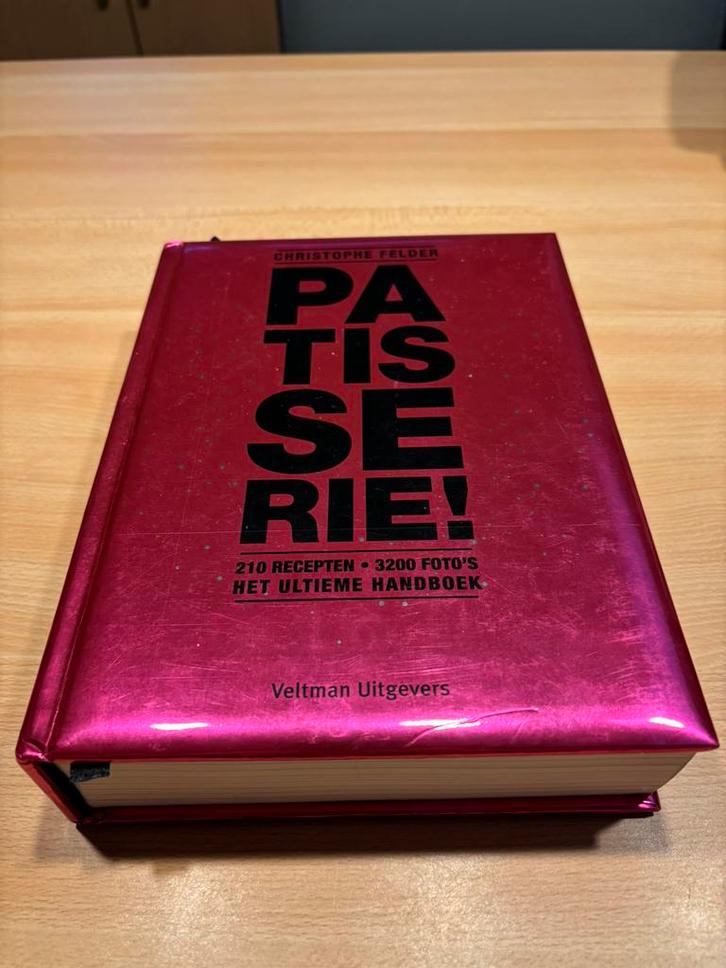 CHRISTOPHE FELDER
PA
TIS
SE
RIE!
210 RECEPTEN • 3200 FOTO'S
HET ULTIEME HANDBOEK
Veltman Uitgevers